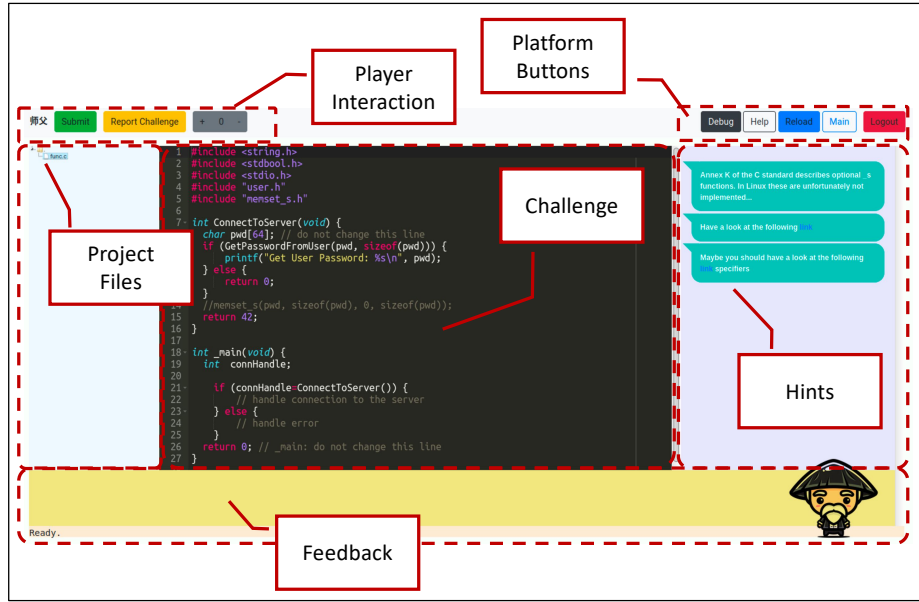 Platform
Buttons
Player
Interaction
师父 Submit Report Challenge + 0 -
Debug Help Reload Main Logout
func.c
1 #include <string.h>
2 #include <stdbool.h>
3 #include <stdio.h>
4 #include "user.h"
5 #include "memset_s.h"
6
7 int ConnectToServer(void) {
char pwd[64]; // do not change this line
if (GetPasswordFromUser(pwd, sizeof(pwd))) {
printf("Get User Password: %s\n", pwd);
} else {
return 0;
}
14 //memset_s(pwd, sizeof(pwd), 0, sizeof(pwd));
15 return 42;
16 }
17
18 int _main(void) {
19 int connHandle;
20
21 if (connHandle=ConnectToServer()) {
22 // handle connection to the server
23 } else {
24 // handle error
25 }
26 return 0; // _main: do not change this line
27 }
Project
Files
Challenge
Annex K of the C standard describes optional _s
functions. In Linux these are unfortunately not
implemented...
Have a look at the following link
Maybe you should have a look at the following
link specifiers
Hints
Ready.
Feedback